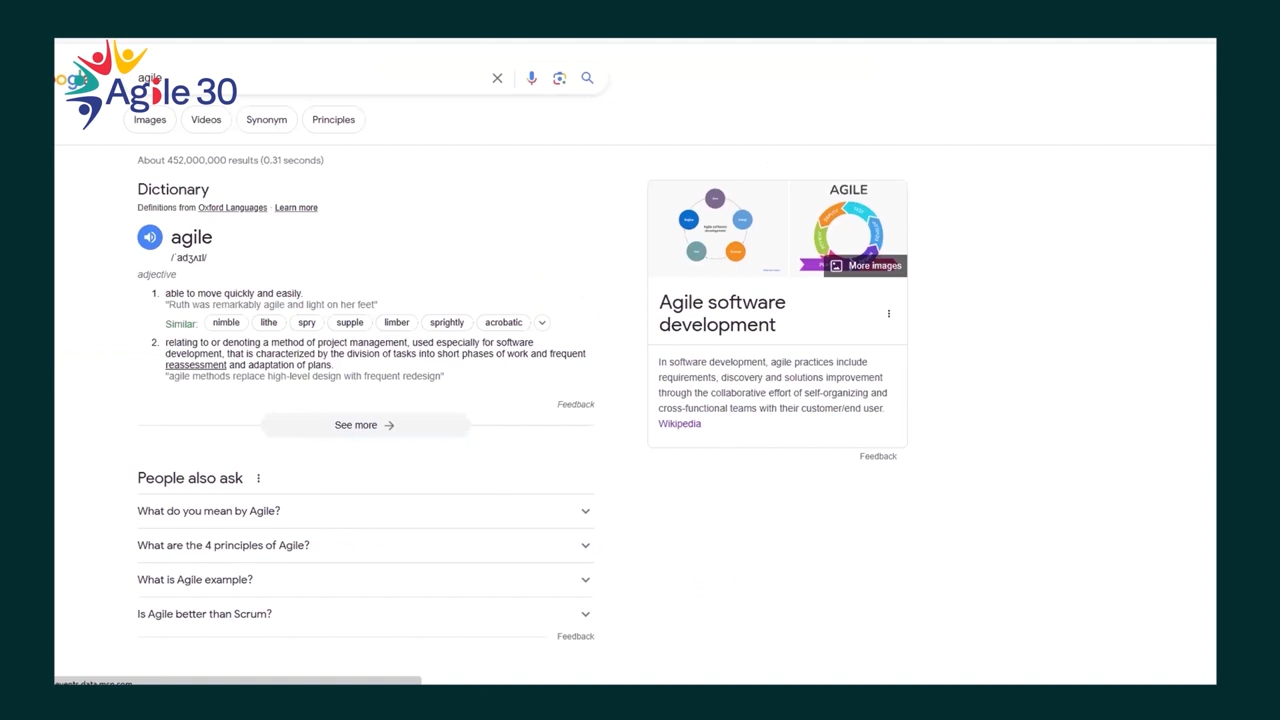 agile
Agile 30
Images
Videos
Synonym
Principles
About 452,000,000 results (0.31 seconds)
Dictionary
Definitions from Oxford Languages · Learn more
agile
/ˈadʒʌɪl/
adjective
1. able to move quickly and easily.
"Ruth was remarkably agile and light on her feet"
Similar: nimble lithe spry supple limber sprightly acrobatic
2. relating to or denoting a method of project management, used especially for software
development, that is characterized by the division of tasks into short phases of work and frequent
reassessment and adaptation of plans.
"agile methods replace high-level design with frequent redesign"
Feedback
See more
People also ask
What do you mean by Agile?
What are the 4 principles of Agile?
What is Agile example?
Is Agile better than Scrum?
Feedback
AGILE
More images
Agile software
development
In software development, agile practices include
requirements, discovery and solutions improvement
through the collaborative effort of self-organizing and
cross-functional teams with their customer/end user.
Wikipedia
Feedback
events.data.msn.com